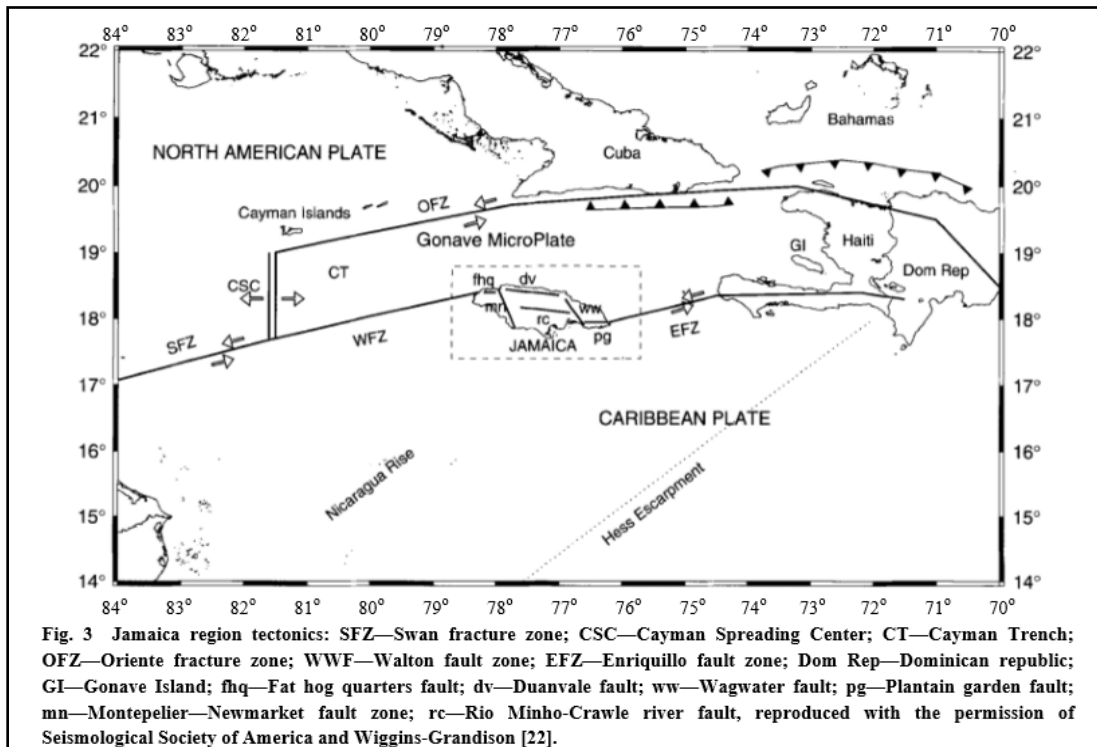 84° 83° 82° 81° 80° 79° 78° 77° 76° 75° 74° 73° 72° 71° 70°
22° 22°
21° 21°
Bahamas
NORTH AMERICAN PLATE
Cuba
20° 20°
OFZ
Cayman Islands
Gonave MicroPlate
GI
Haiti
19° 19°
CT
Dom Rep
CSC
fhq
dv
mn
ww
rc
18° 18°
SFZ
WFZ
JAMAICA
pg
EFZ
17° 17°
CARIBBEAN PLATE
16° 16°
Nicaragua Rise
Hess Escarpment
15° 15°
14° 14°
84° 83° 82° 81° 80° 79° 78° 77° 76° 75° 74° 73° 72° 71° 70°
Fig. 3 Jamaica region tectonics: SFZ—Swan fracture zone; CSC—Cayman Spreading Center; CT—Cayman Trench;
OFZ—Oriente fracture zone; WWF—Walton fault zone; EFZ—Enriquillo fault zone; Dom Rep—Dominican republic;
GI—Gonave Island; fhq—Fat hog quarters fault; dv—Duanvale fault; ww—Wagwater fault; pg—Plantain garden fault;
mn—Montepelier—Newmarket fault zone; rc—Rio Minho-Crawle river fault, reproduced with the permission of
Seismological Society of America and Wiggins-Grandison [22].